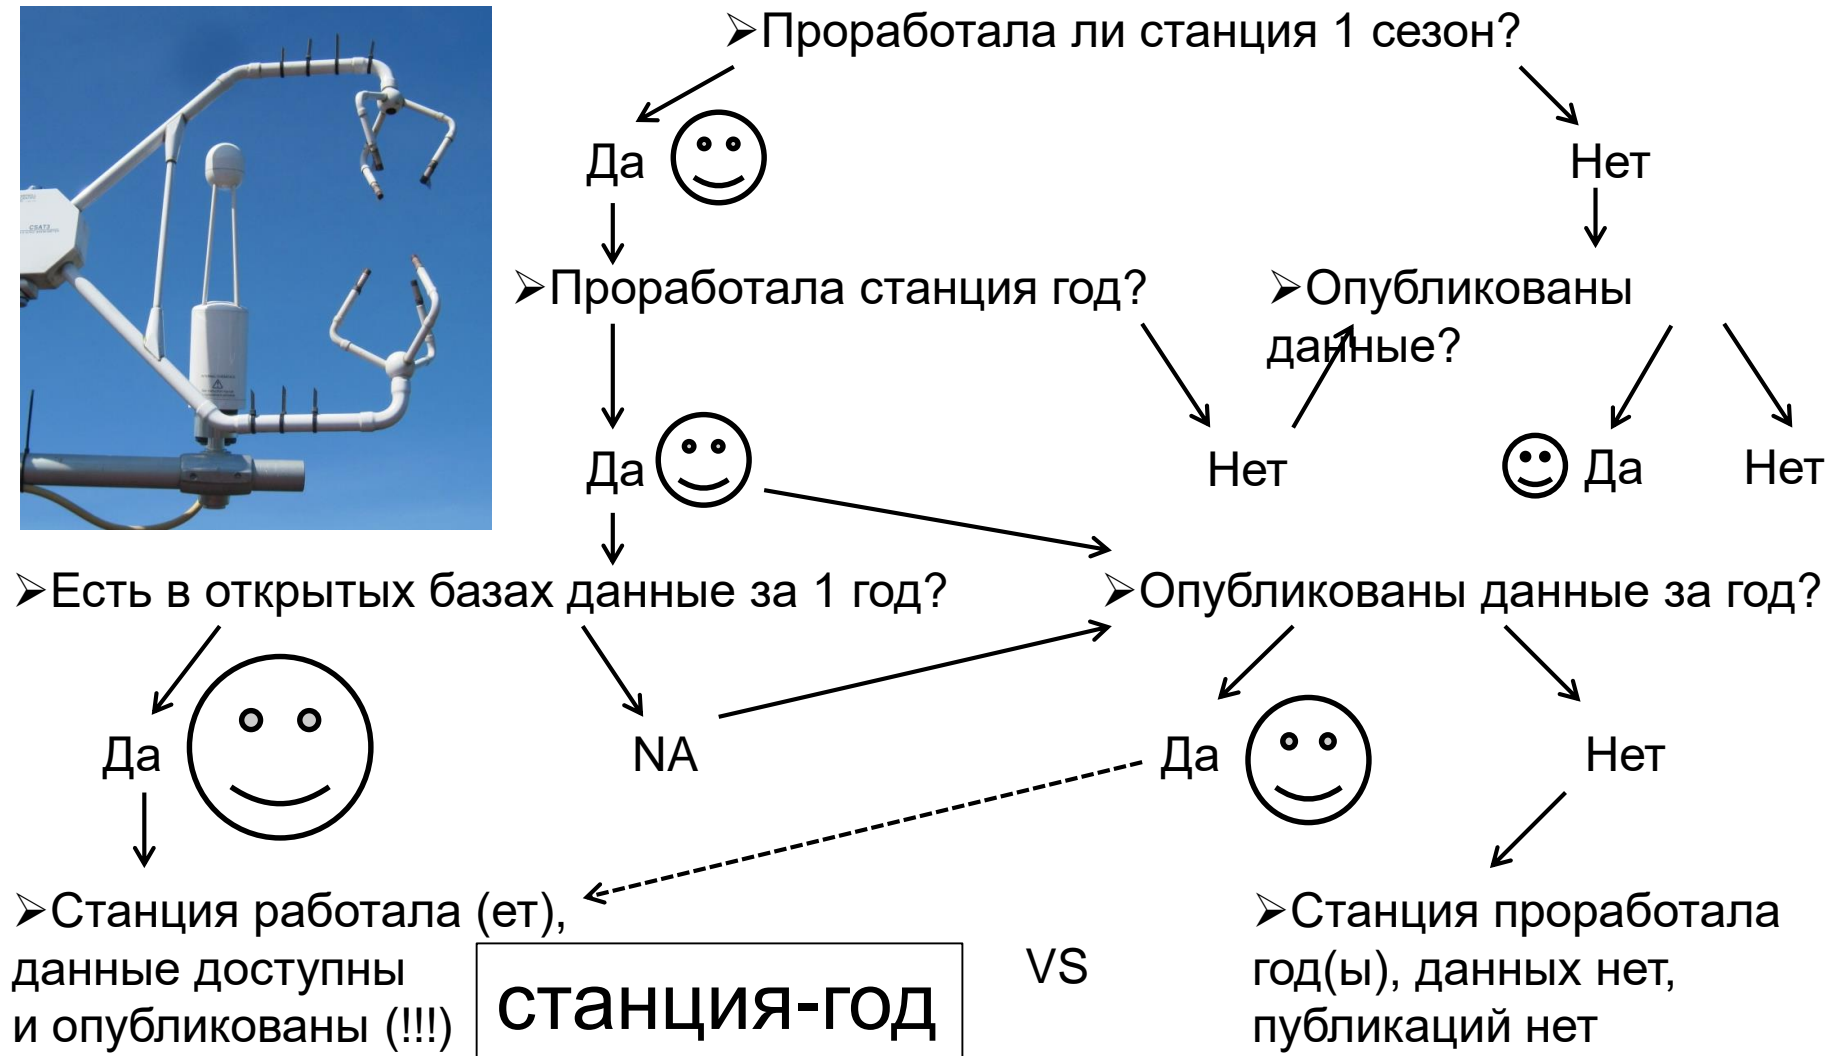 ➢Проработала ли станция 1 сезон?
Да
Нет
➢Проработала станция год?
➢Опубликованы
данные?
Да
Нет
Да
Нет
➢Есть в открытых базах данные за 1 год?
➢Опубликованы данные за год?
Да
NA
Да
Нет
➢Станция работала (ет),
данные доступны
и опубликованы (!!!)
станция-год
VS
➢Станция проработала
год(ы), данных нет,
публикаций нет
CSAT3